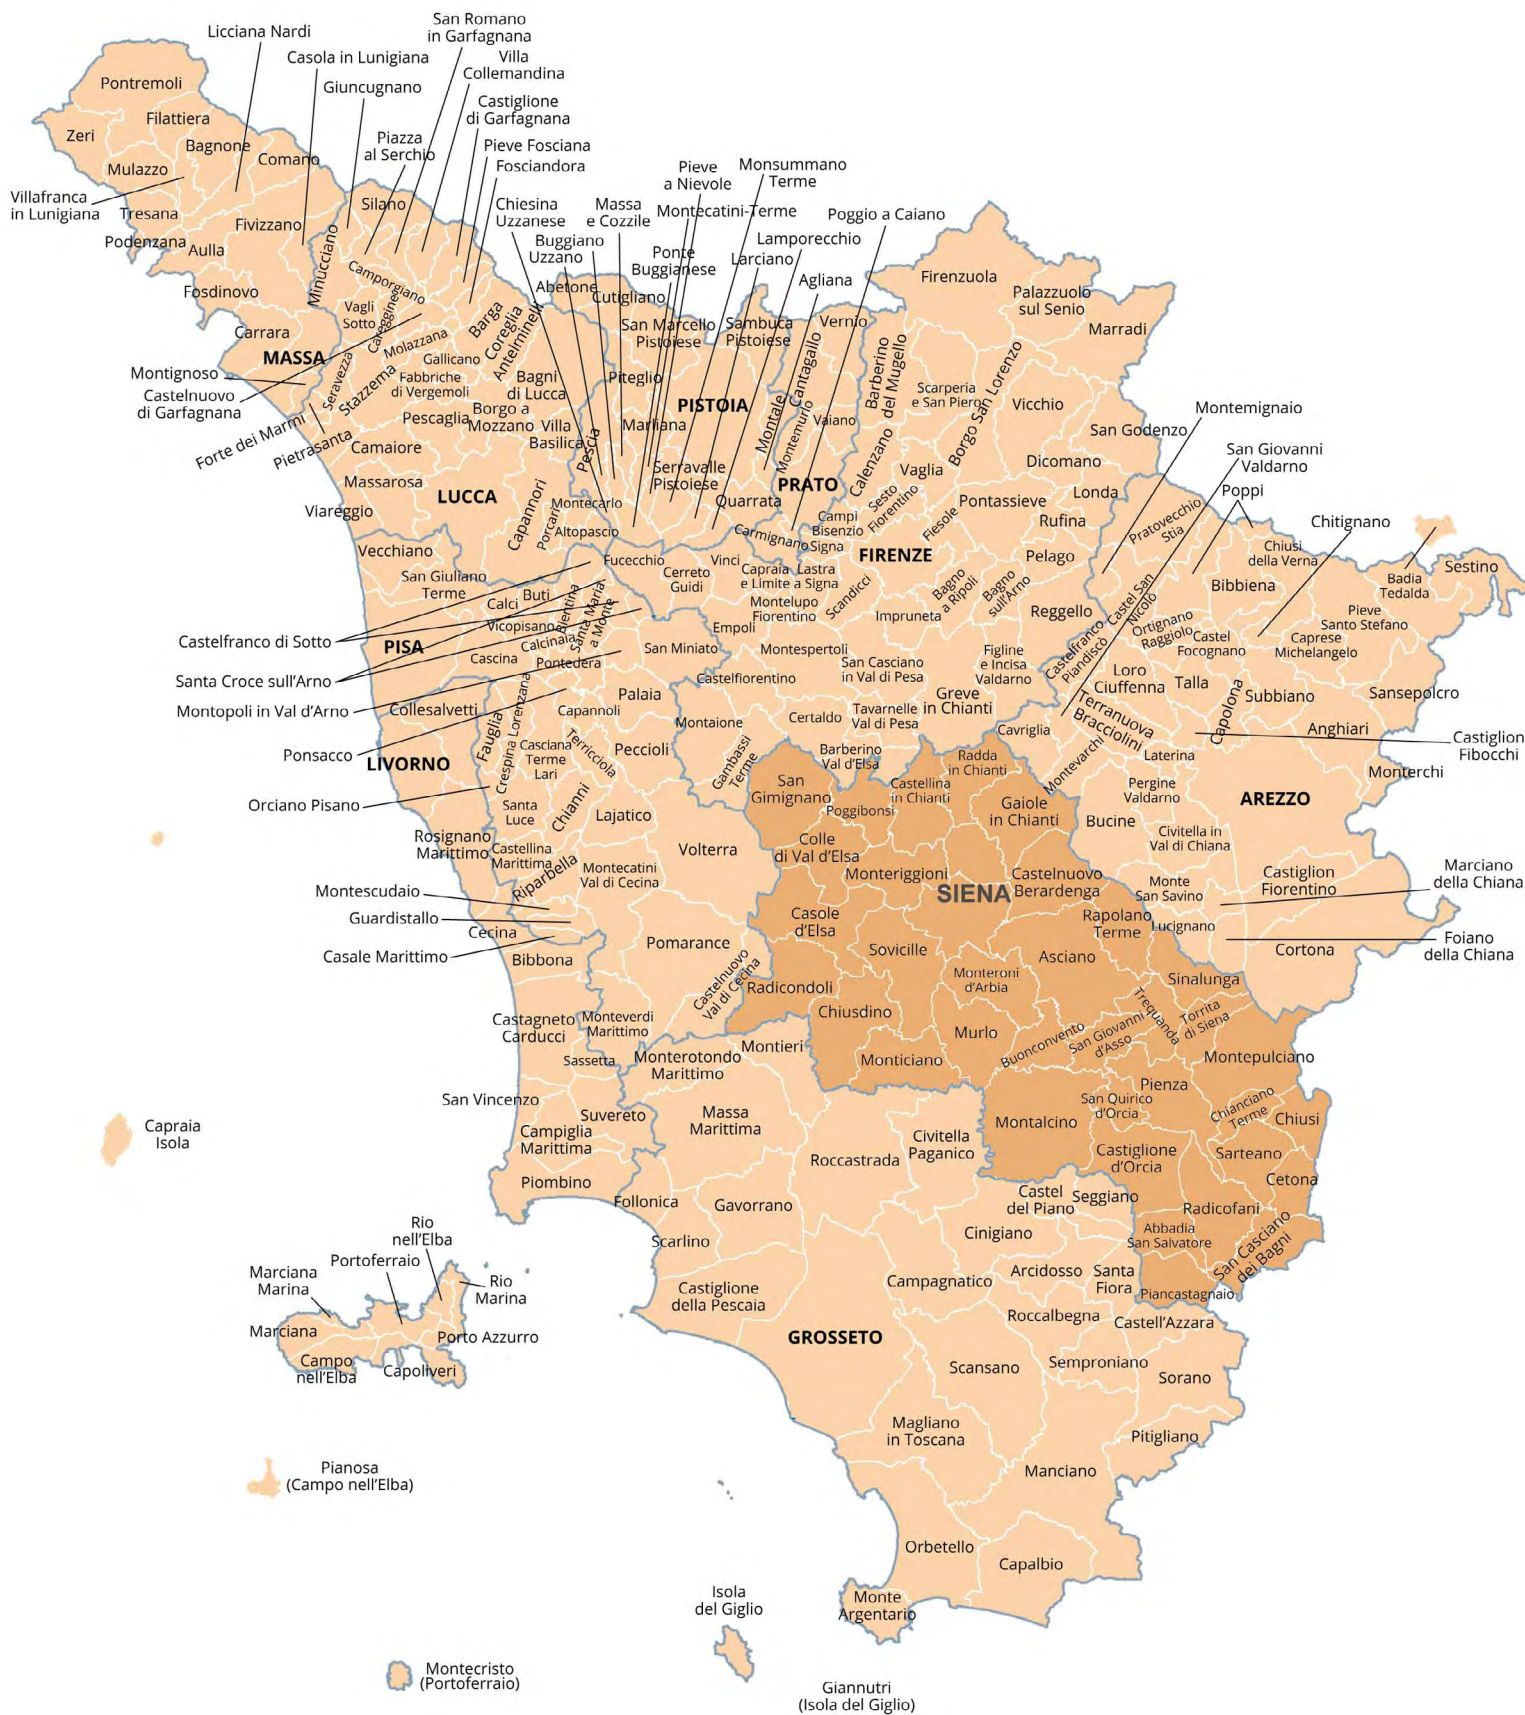 Licciana Nardi
San Romano
in Garfagnana
Casola in Lunigiana
Villa
Collemandina
Giuncugnano
Castiglione
di Garfagnana
Piazza
al Serchio
Pieve Fosciana
Fosciandora
Pontremoli
Filattiera
Zeri
Bagnone
Mulazzo
Comano
Villafranca
in Lunigiana
Tresana
Podenzana
Aulla
Fivizzano
Fosdinovo
Carrara
MASSA
Montignoso
Castelnuovo
di Garfagnana
Forte dei Marmi
Pietrasanta
Silano
Minucciano
Camporgiano
Vagli
Sotto
Careggine
Molazzana
Seravezza
Stazzema
Gallicano
Fabbriche
di Vergemoli
Barga
Coreglia
Antelminelli
Bagni
di Lucca
Pescaglia
Borgo a
Mozzano
Villa
Basilica
Camaiore
Massarosa
Viareggio
LUCCA
Capannori
Porcari
Montecarlo
Altopascio
Chiesina
Uzzanese
Massa
e Cozzile
Pieve
a Nievole
Monsummano
Terme
Montecatini-Terme
Poggio a Caiano
Buggiano
Uzzano
Ponte
Buggianese
Lamporecchio
Larciano
Agliana
Abetone
Cutigliano
San Marcello
Pistoiese
Sambuca
Pistoiese
Piteglio
PISTOIA
Marliana
Pescia
Serravalle
Pistoiese
Quarrata
Montale
Vernio
Cantagallo
Vaiano
Montemurlo
PRATO
Carmignano
Firenzuola
Palazzuolo
sul Senio
Marradi
Barberino
del Mugello
Scarperia
e San Piero
Borgo San Lorenzo
Vicchio
San Godenzo
Dicomano
Calenzano
Vaglia
Sesto
Fiorentino
Fiesole
Pontassieve
Londa
Rufina
Campi
Bisenzio
Signa
FIRENZE
Pelago
Fucecchio
Vinci
Cerreto
Guidi
Capraia
e Limite
Lastra
a Signa
Montelupo
Fiorentino
Scandicci
Bagno
a Ripoli
Bagno
sull'Arno
Reggello
Impruneta
Empoli
Montespertoli
San Casciano
in Val di Pesa
Figline
e Incisa
Valdarno
Greve
in Chianti
Castelfiorentino
Certaldo
Tavarnelle
Val di Pesa
Montaione
Gambassi
Terme
Barberino
Val d'Elsa
Montemignaio
San Giovanni
Valdarno
Poppi
Chitignano
Pratovecchio
Stia
Chiusi
della Verna
Bibbiena
Badia
Tedalda
Sestino
Castel San
Nicolò
Ortignano
Raggiolo
Castel
Focognano
Pieve
Santo Stefano
Caprese
Michelangelo
Castelfranco
Piandiscò
Loro
Ciuffenna
Talla
Capolona
Subbiano
Sansepolcro
Anghiari
Terranuova
Bracciolini
Cavriglia
Montevarchi
Laterina
Castiglion
Fibocchi
Monterchi
Pergine
Valdarno
AREZZO
Bucine
Civitella in
Val di Chiana
Castiglion
Fiorentino
Marciano
della Chiana
Monte
San Savino
Lucignano
Foiano
della Chiana
Cortona
Vecchiano
San Giuliano
Terme
Calci
Buti
Bientina
Santa Maria
a Monte
Vicopisano
Calcinaia
Castelfranco di Sotto
PISA
Cascina
Pontedera
San Miniato
Santa Croce sull'Arno
Montopoli in Val d'Arno
Ponsacco
Palaia
Capannoli
Collesalvetti
Fauglia
Crespina Lorenzana
Casciana
Terme
Lari
Terricciola
Peccioli
LIVORNO
Orciano Pisano
Santa
Luce
Chianni
Lajatico
Rosignano
Marittimo
Castellina
Marittima
Riparbella
Montecatini
Val di Cecina
Volterra
Montescudaio
Guardistallo
Cecina
Casale Marittimo
Bibbona
Pomarance
Castelnuovo
Val di Cecina
Castagneto
Carducci
Monteverdi
Marittimo
Sassetta
San Vincenzo
Suvereto
Campiglia
Marittima
Piombino
San
Gimignano
Poggibonsi
Castellina
in Chianti
Radda
in Chianti
Gaiole
in Chianti
Colle
di Val d'Elsa
Monteriggioni
SIENA
Castelnuovo
Berardenga
Casole
d'Elsa
Sovicille
Rapolano
Terme
Asciano
Monteroni
d'Arbia
Sinalunga
Radicondoli
Chiusdino
Murlo
Monticiano
Buonconvento
San Giovanni
d'Asso
Trequanda
Torrita
di Siena
Montepulciano
Pienza
San Quirico
d'Orcia
Montalcino
Chianciano
Terme
Chiusi
Castiglione
d'Orcia
Sarteano
Cetona
Radicofani
Abbadia
San Salvatore
San Casciano
dei Bagni
Piancastagnaio
Monterotondo
Marittimo
Montieri
Massa
Marittima
Roccastrada
Civitella
Paganico
Follonica
Gavorrano
Scarlino
Castel
del Piano
Seggiano
Cinigiano
Castiglione
della Pescaia
Campagnatico
Arcidosso
Santa
Fiora
Roccalbegna
Castell'Azzara
GROSSETO
Scansano
Semproniano
Sorano
Magliano
in Toscana
Pitigliano
Manciano
Orbetello
Capalbio
Monte
Argentario
Capraia
Isola
Rio
nell'Elba
Portoferraio
Marciana
Marina
Rio
Marina
Marciana
Porto Azzurro
Campo
nell'Elba
Capoliveri
Pianosa
(Campo nell'Elba)
Isola
del Giglio
Montecristo
(Portoferraio)
Giannutri
(Isola del Giglio)